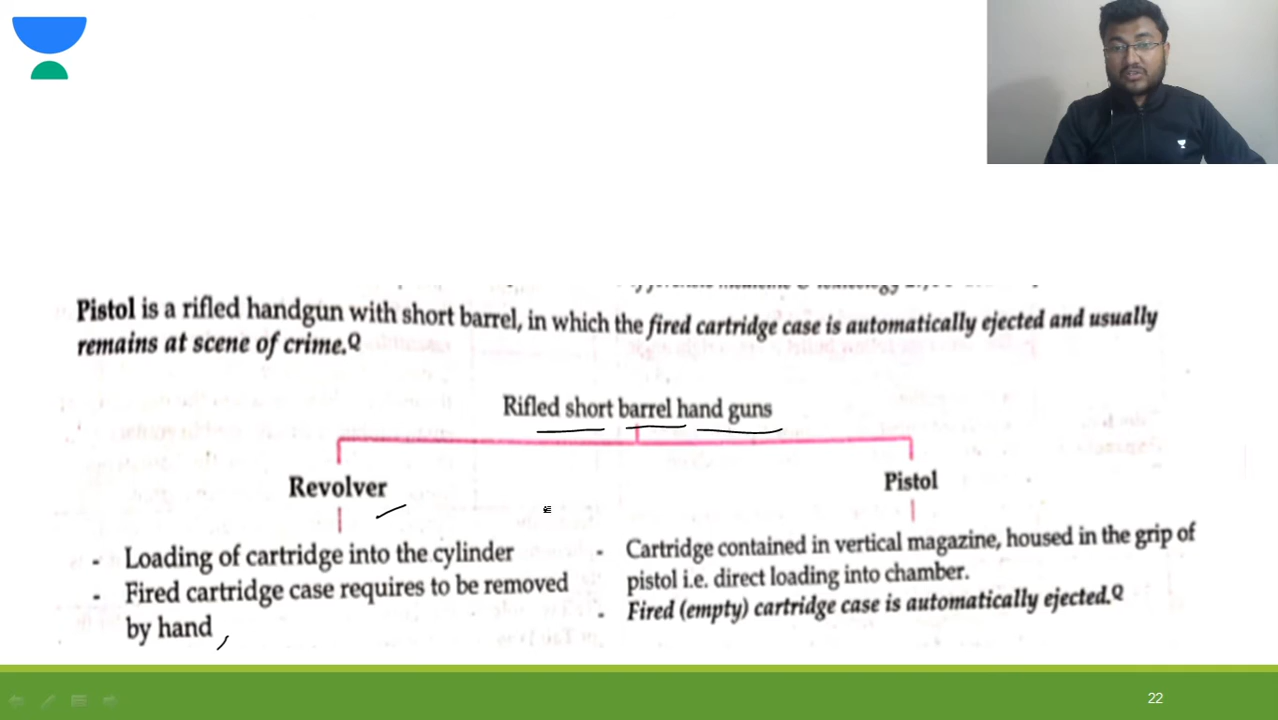 Pistol is a rifled handgun with short barrel, in which the fired cartridge case is automatically ejected and usually
remains at scene of crime.Q
Rifled short barrel hand guns
Revolver
Pistol
- Loading of cartridge into the cylinder
- Fired cartridge case requires to be removed
by hand
- Cartridge contained in vertical magazine, housed in the grip of
pistol i.e. direct loading into chamber.
- Fired (empty) cartridge case is automatically ejected.Q
22